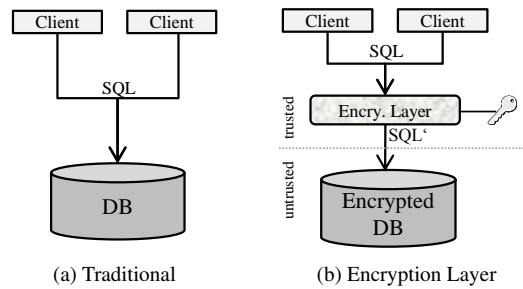 Client Client
SQL
DB
(a) Traditional
Client Client
SQL
Encry. Layer
trusted
SQL‘
untrusted
Encrypted
DB
(b) Encryption Layer